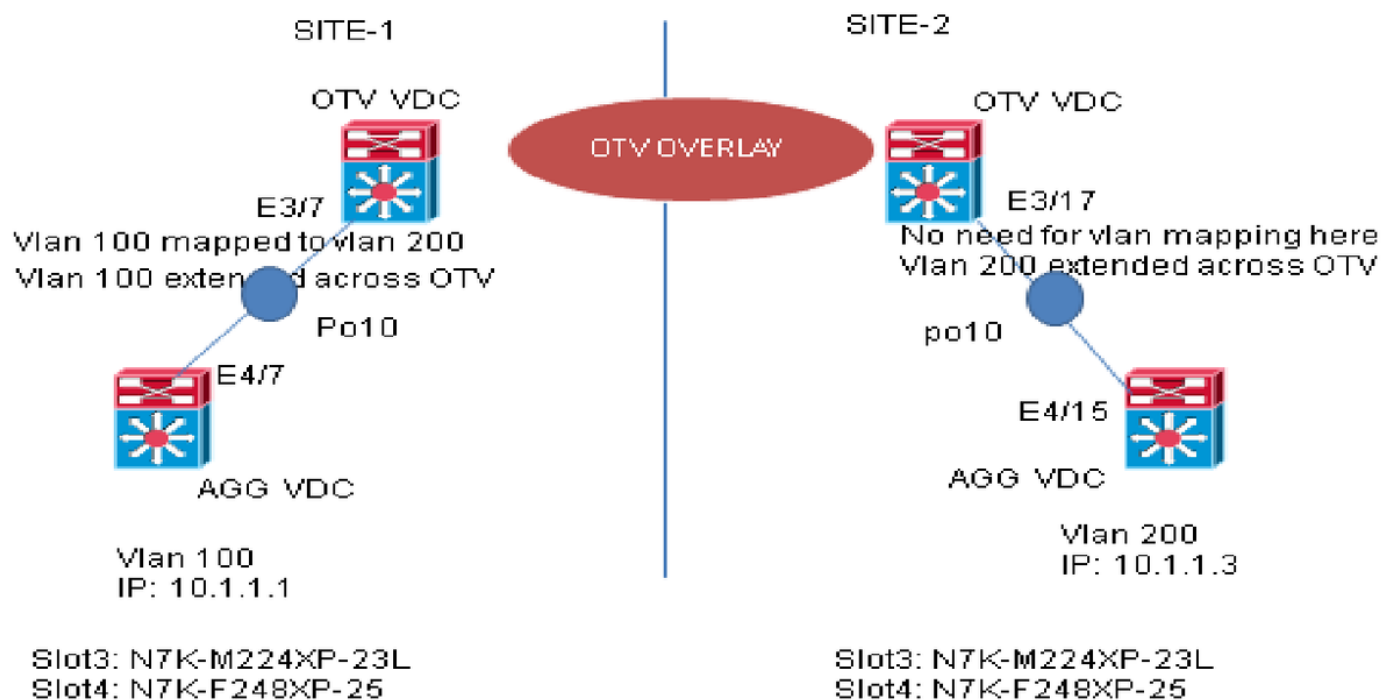 SITE-1
SITE-2
OTV VDC
OTV VDC
OTV OVERLAY
E3/7
E3/17
Vlan 100 mapped to vlan 200
Vlan 100 extended across OTV
No need for vlan mapping here
Vlan 200 extended across OTV
Po10
po10
E4/7
E4/15
AGG VDC
AGG VDC
Vlan 100
IP: 10.1.1.1
Vlan 200
IP: 10.1.1.3
Slot3: N7K-M224XP-23L
Slot4: N7K-F248XP-25
Slot3: N7K-M224XP-23L
Slot4: N7K-F248XP-25